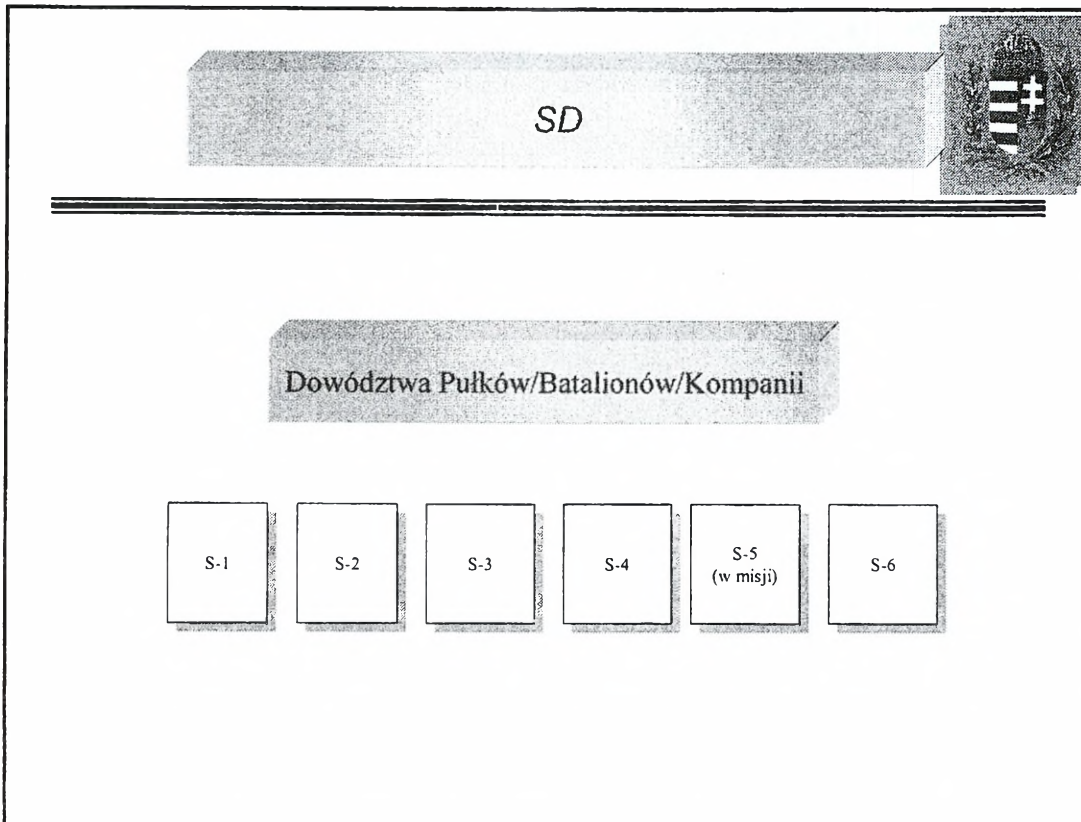 SD
Dowództwa Pułków/Batalionów/Kompanii
S-1
S-2
S-3
S-4
S-5
(w misji)
S-6